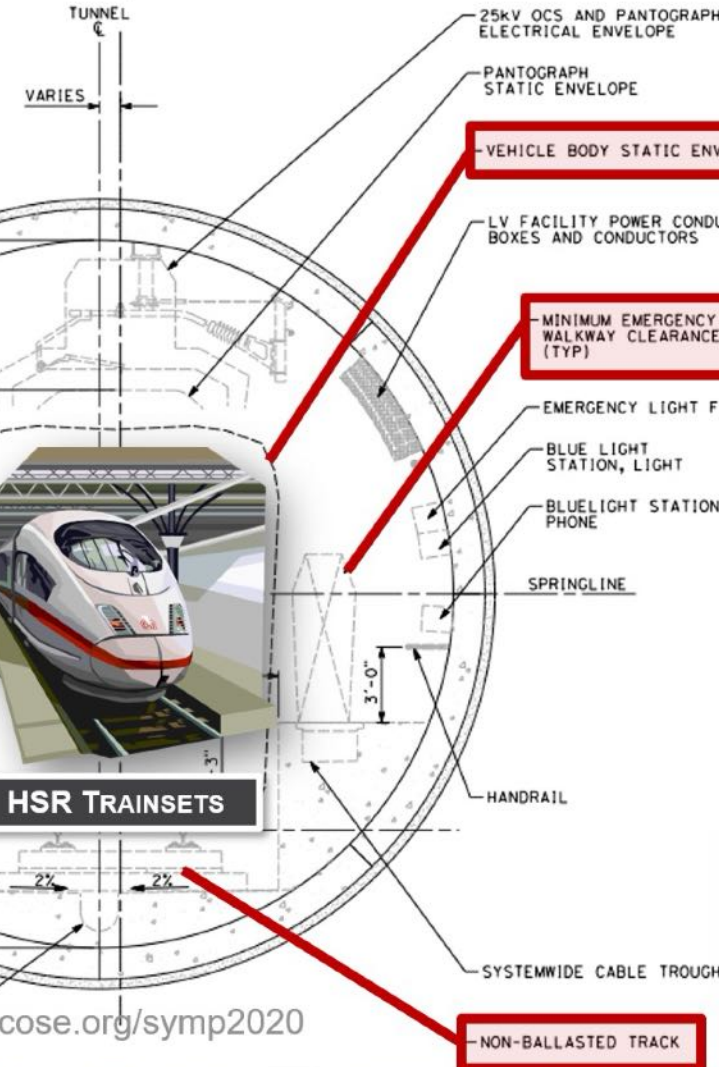 TUNNEL
℄
VARIES
25kV OCS AND PANTOGRAPH
ELECTRICAL ENVELOPE
PANTOGRAPH
STATIC ENVELOPE
VEHICLE BODY STATIC ENV
LV FACILITY POWER CONDU
BOXES AND CONDUCTORS
MINIMUM EMERGENCY
WALKWAY CLEARANCE
(TYP)
EMERGENCY LIGHT F
BLUE LIGHT
STATION, LIGHT
BLUELIGHT STATION
PHONE
SPRINGLINE
3'-0"
3"
HSR TRAINSETS
HANDRAIL
2% 2%
SYSTEMWIDE CABLE TROUGH
cose.org/symp2020
NON-BALLASTED TRACK